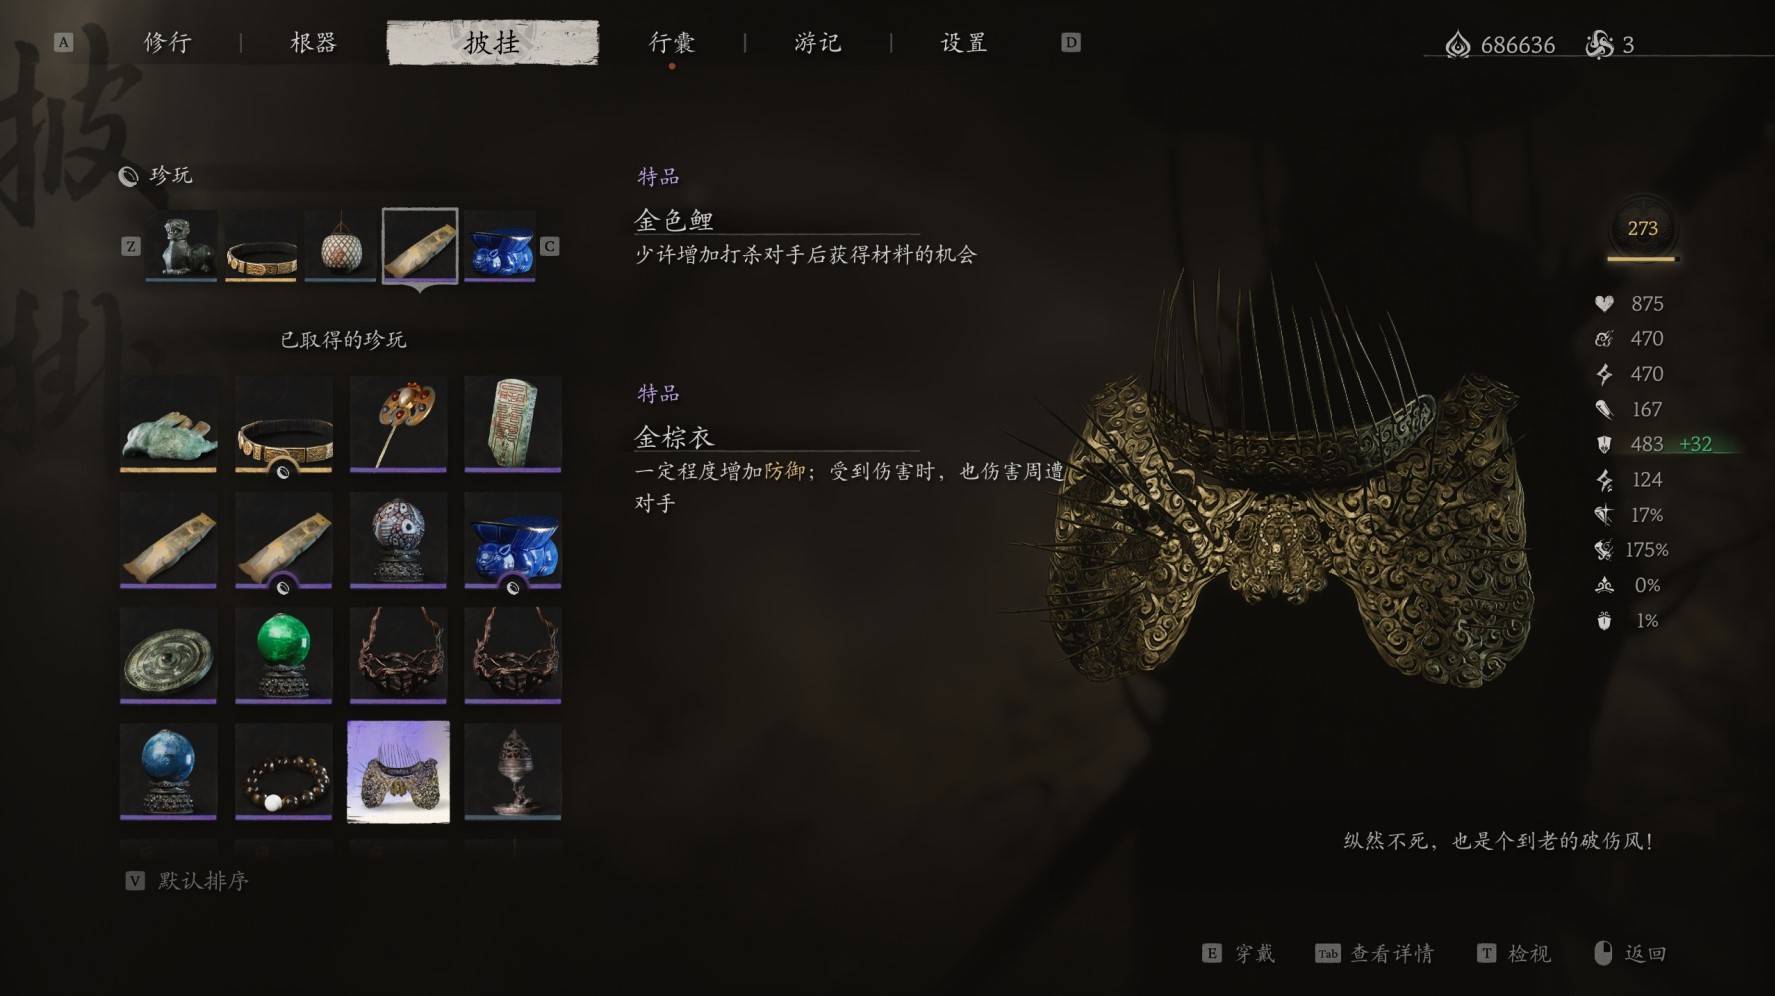 A 修行 根器 披挂 行囊 游记 设置 D 686636 3
披挂
珍玩
Z C
已取得的珍玩
V 默认排序
特品
金色鲤
少许增加打杀对手后获得材料的机会
特品
金棕衣
一定程度增加防御；受到伤害时，也伤害周遭
对手
273
875
470
470
167
483 +32
124
17%
175%
0%
1%
纵然不死，也是个到老的破伤风！
E 穿戴 Tab 查看详情 T 检视 返回